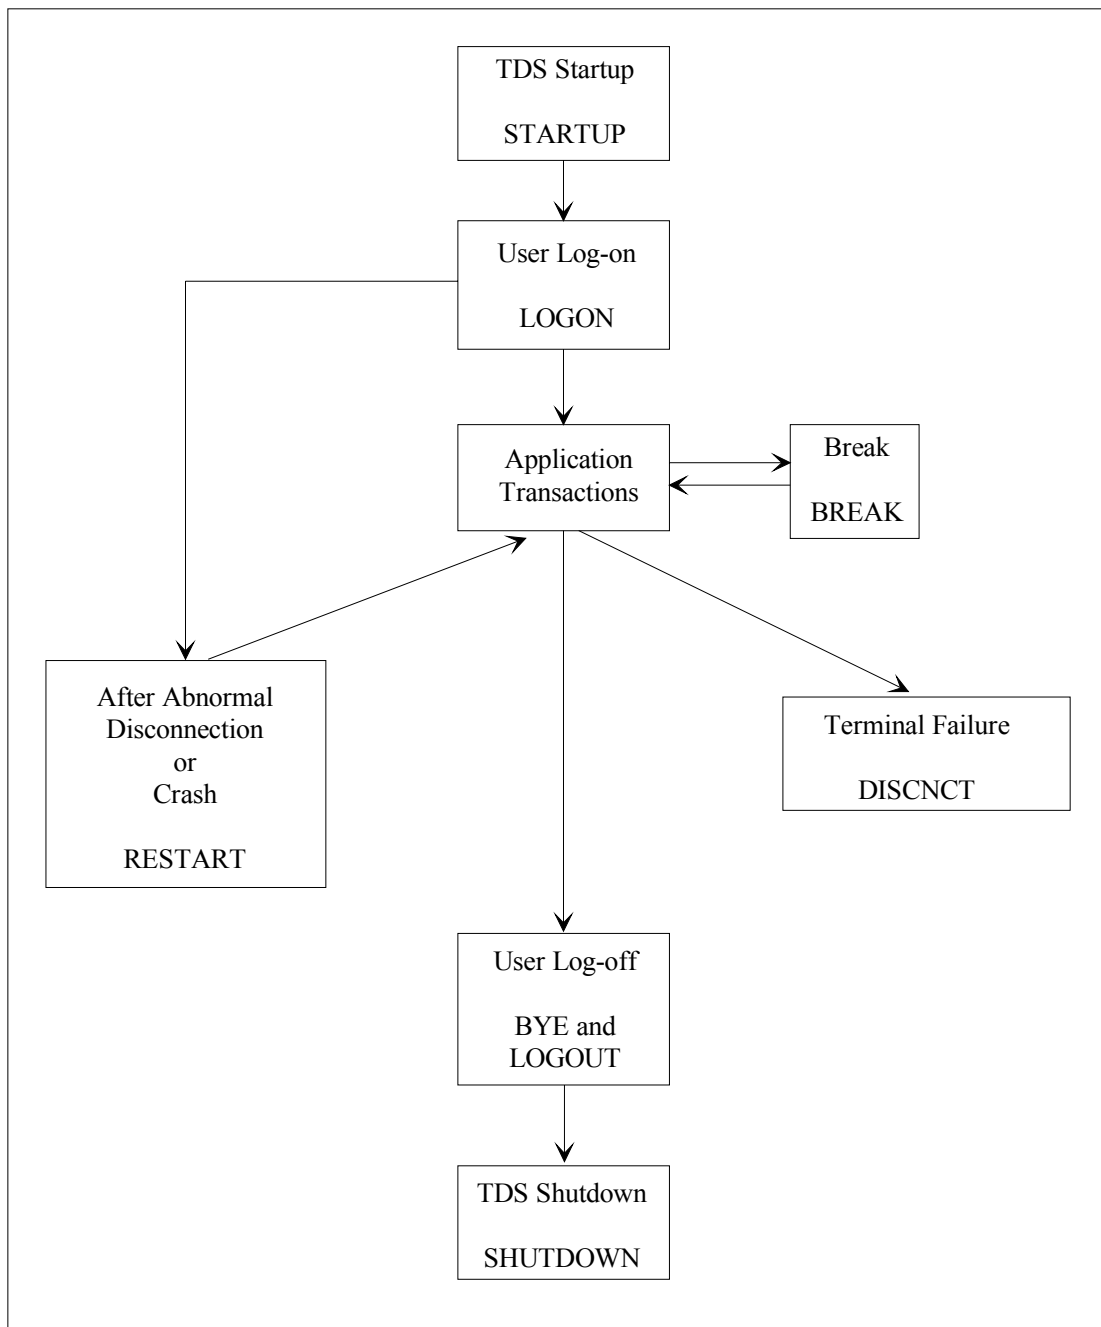 TDS Startup
STARTUP
User Log-on
LOGON
Application
Transactions
Break
BREAK
After Abnormal
Disconnection
or
Crash
RESTART
Terminal Failure
DISCNCT
User Log-off
BYE and
LOGOUT
TDS Shutdown
SHUTDOWN